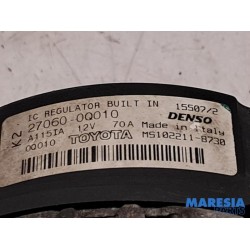 IC REGULATOR BUILT IN 15507/2
K2 27060-0Q010 DENSO
A115IA 12V 70A Made in Italy
0Q010 TOYOTA MS102211-8730
MARESIA